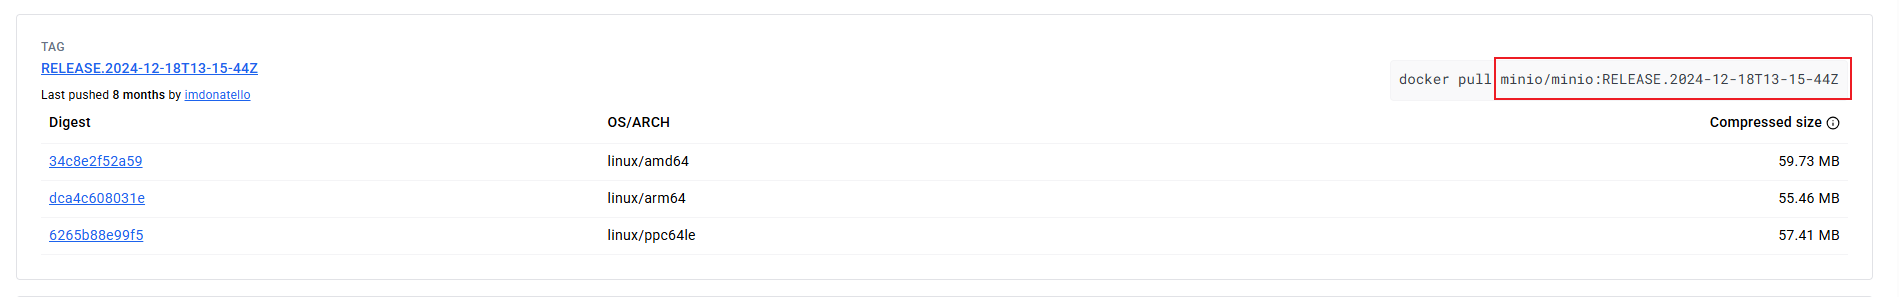 TAG
RELEASE.2024-12-18T13-15-44Z
docker pull minio/minio:RELEASE.2024-12-18T13-15-44Z
Last pushed 8 months by imdonatello
Digest OS/ARCH Compressed size
34c8e2f52a59 linux/amd64 59.73 MB
dca4c608031e linux/arm64 55.46 MB
6265b88e99f5 linux/ppc64le 57.41 MB